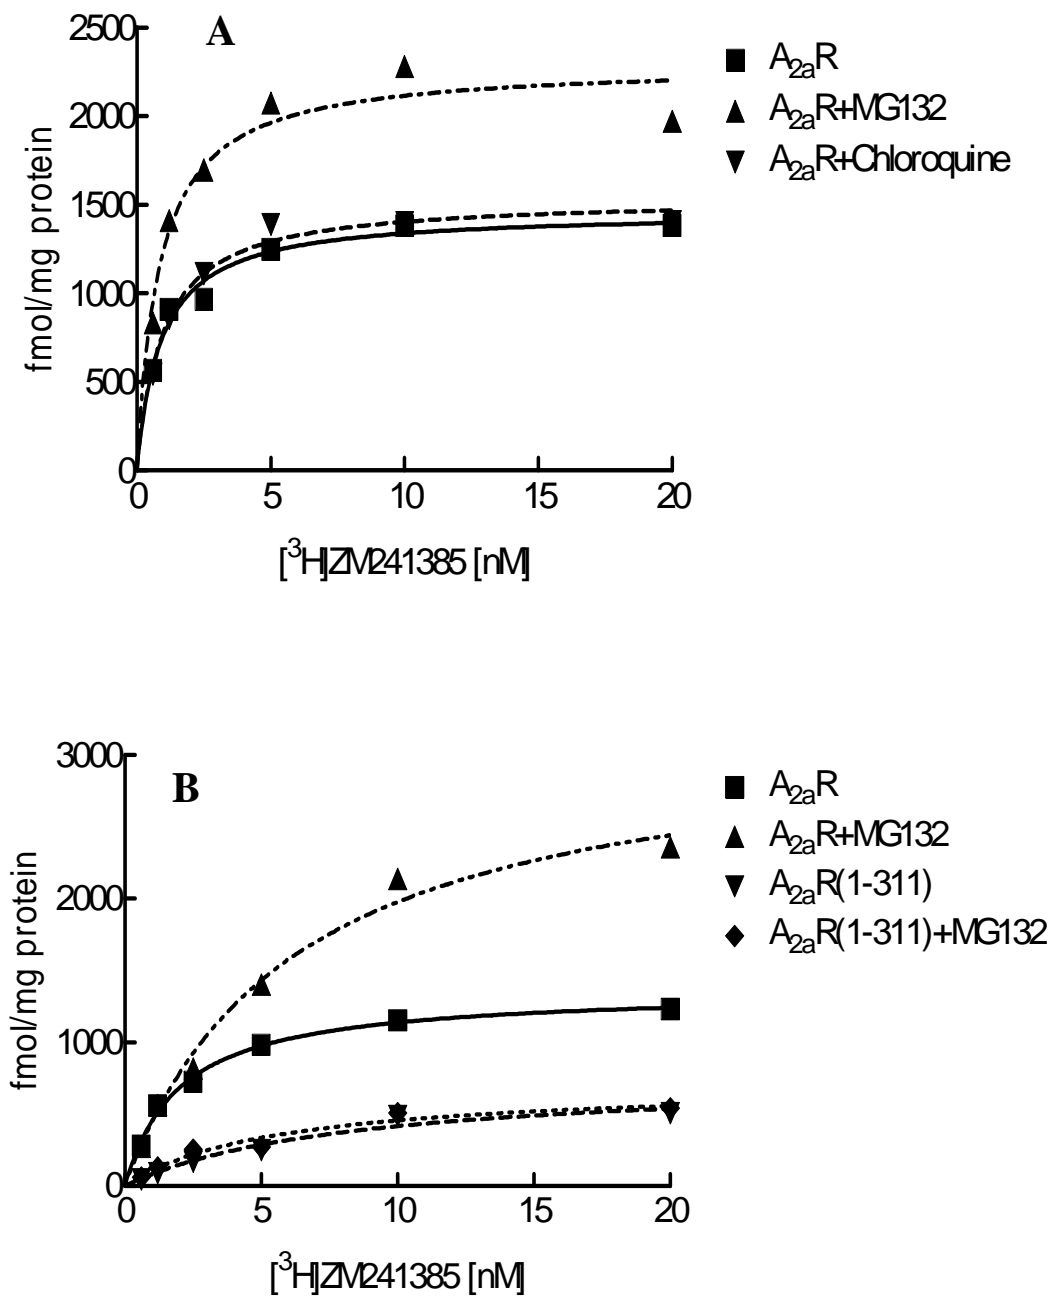 A
2500
2000
1500
1000
500
0
fmol/mg protein
0 5 10 15 20
[³H]ZM241385 [nM]
A₂ₐR
A₂ₐR+MG132
A₂ₐR+Chloroquine
B
3000
2000
1000
0
fmol/mg protein
0 5 10 15 20
[³H]ZM241385 [nM]
A₂ₐR
A₂ₐR+MG132
A₂ₐR(1-311)
A₂ₐR(1-311)+MG132